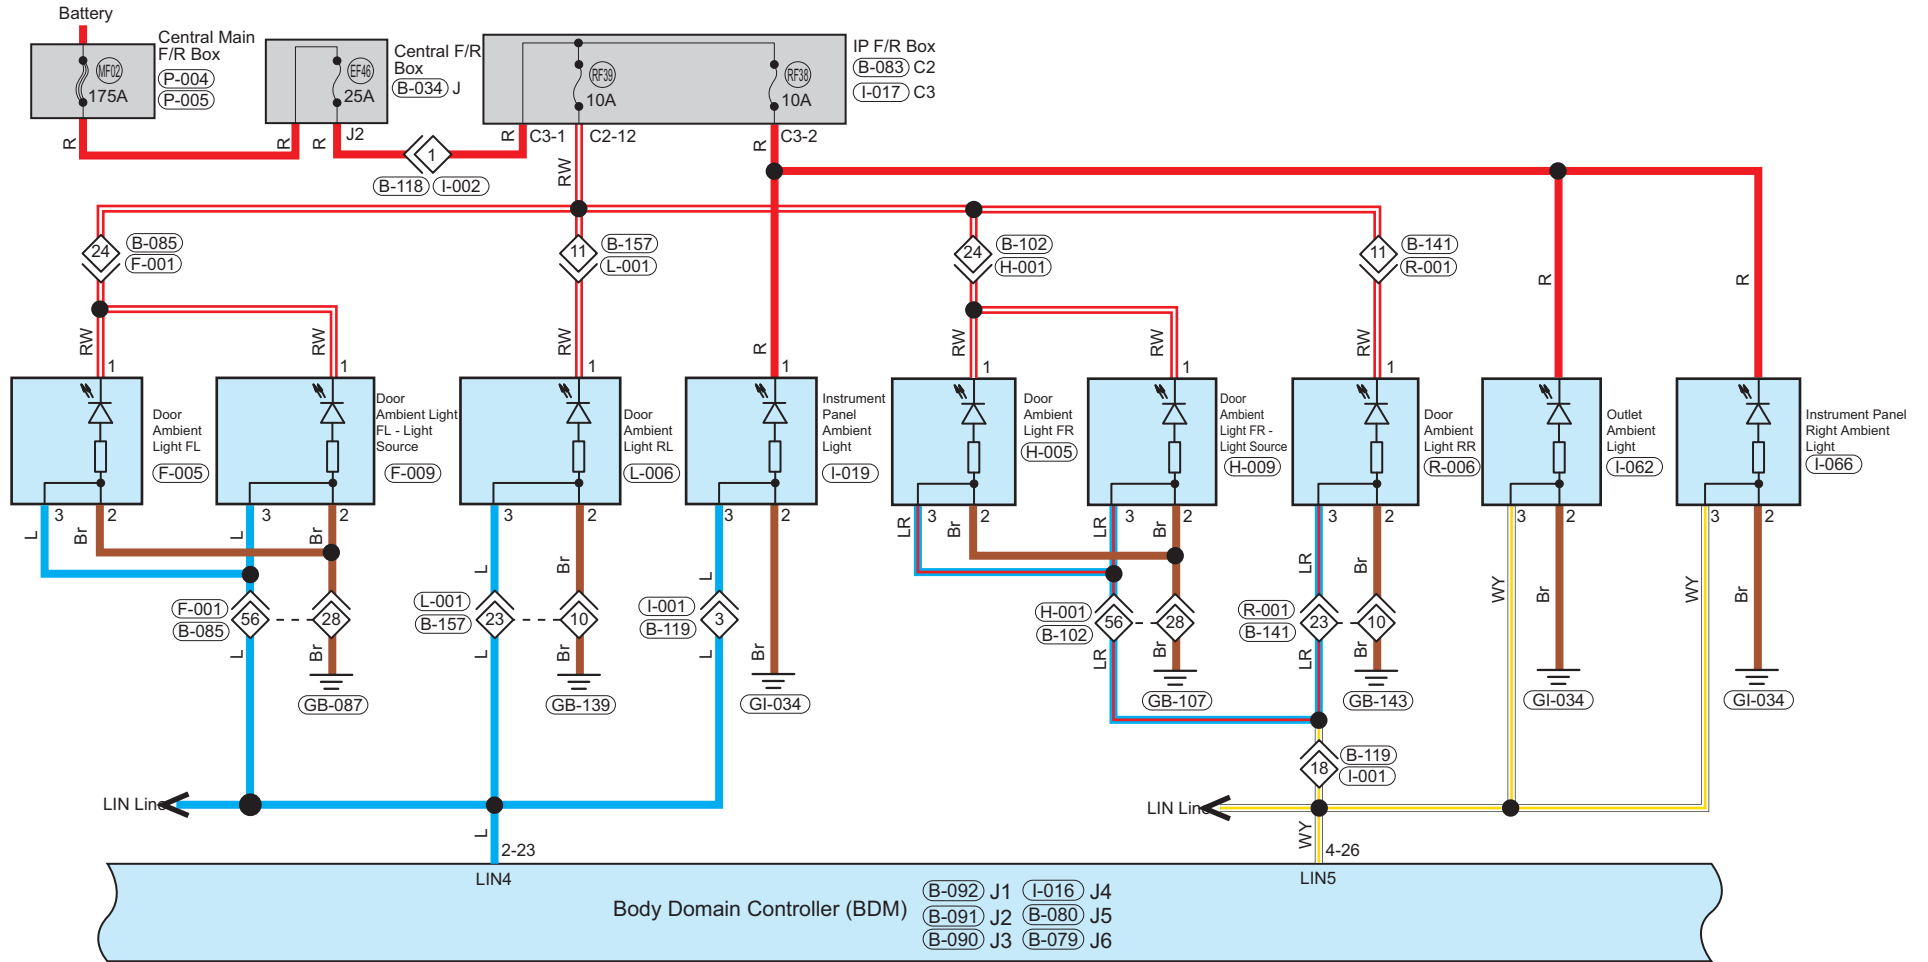 Battery
Central Main
F/R Box
P-004
P-005
MF02
175A
Central F/R
Box
B-034 J
EF46
25A
J2
IP F/R Box
B-083 C2
I-017 C3
RF39
10A
RF38
10A
R
R
R
R
C3-1
C2-12
R
C3-2
1
B-118 I-002
RW
24
B-085
F-001
11
B-157
L-001
24
B-102
H-001
11
B-141
R-001
R
R
RW
RW
RW
R
RW
RW
RW
1
1
1
1
1
1
1
1
1
Door
Ambient
Light FL
F-005
Door
Ambient Light
FL - Light
Source
F-009
Door
Ambient
Light RL
L-006
Instrument
Panel
Ambient
Light
I-019
Door
Ambient
Light FR
H-005
Door
Ambient
Light FR -
Light Source
H-009
Door
Ambient
Light RR
R-006
Outlet
Ambient
Light
I-062
Instrument Panel
Right Ambient
Light
I-066
3 2
3 2
3 2
3 2
3 2
3 2
3 2
3 2
3 2
L
Br
L
Br
L
Br
L
LR
Br
LR
Br
LR
Br
WY
Br
WY
Br
F-001
B-085
56
28
L-001
B-157
23
10
I-001
B-119
3
Br
H-001
B-102
56
28
R-001
B-141
23
10
L
Br
L
Br
L
LR
Br
LR
Br
GB-087
GB-139
GI-034
GB-107
GB-143
GI-034
GI-034
18
B-119
I-001
LIN Line
LIN Line
L
2-23
WY
4-26
LIN4
LIN5
Body Domain Controller (BDM)
B-092 J1 I-016 J4
B-091 J2 B-080 J5
B-090 J3 B-079 J6